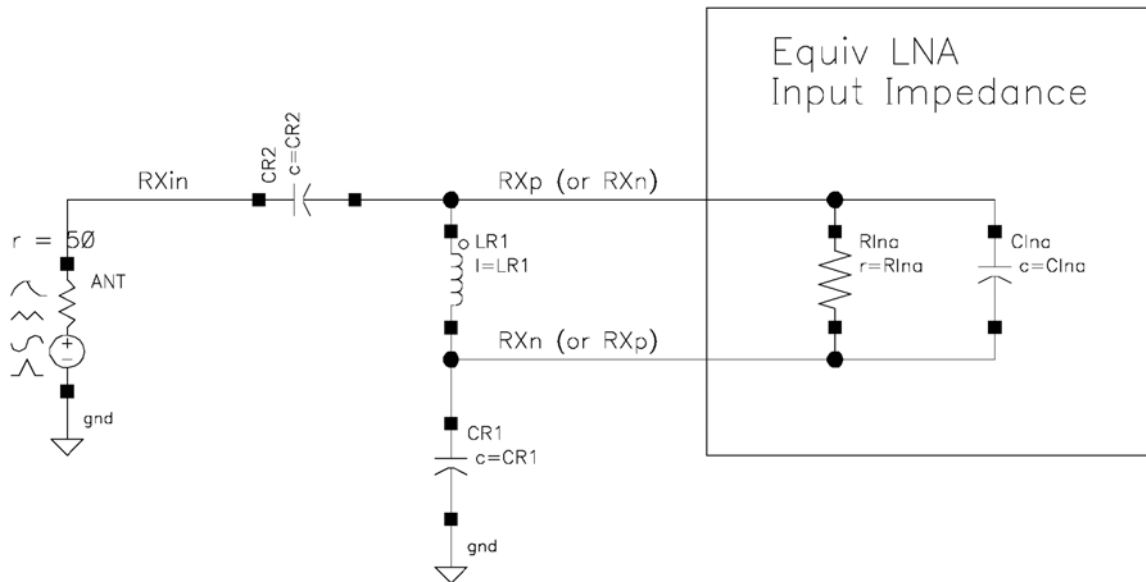 Equiv LNA
Input Impedance
CR2
c=CR2
RXin
RXp (or RXn)
r = 50
ANT
LR1
l=LR1
Rlna
r=Rlna
Clna
c=Clna
RXn (or RXp)
gnd
CR1
c=CR1
gnd